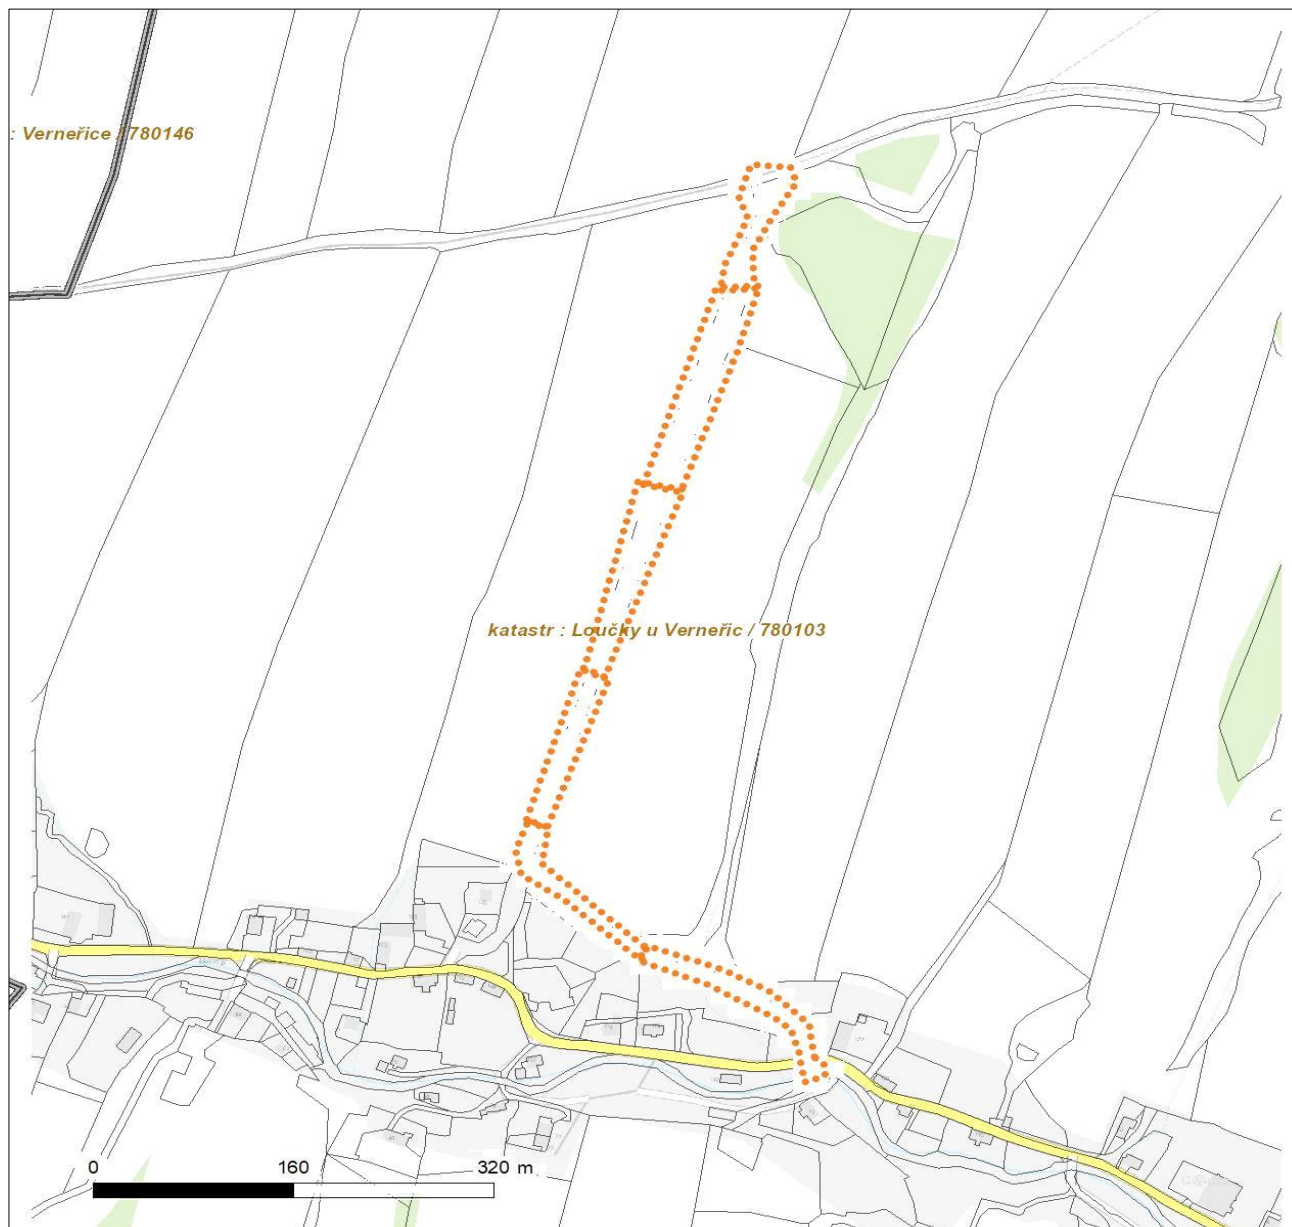 : Verneřice / 780146
katastr : Loučky u Verneřic / 780103
0 160 320 m